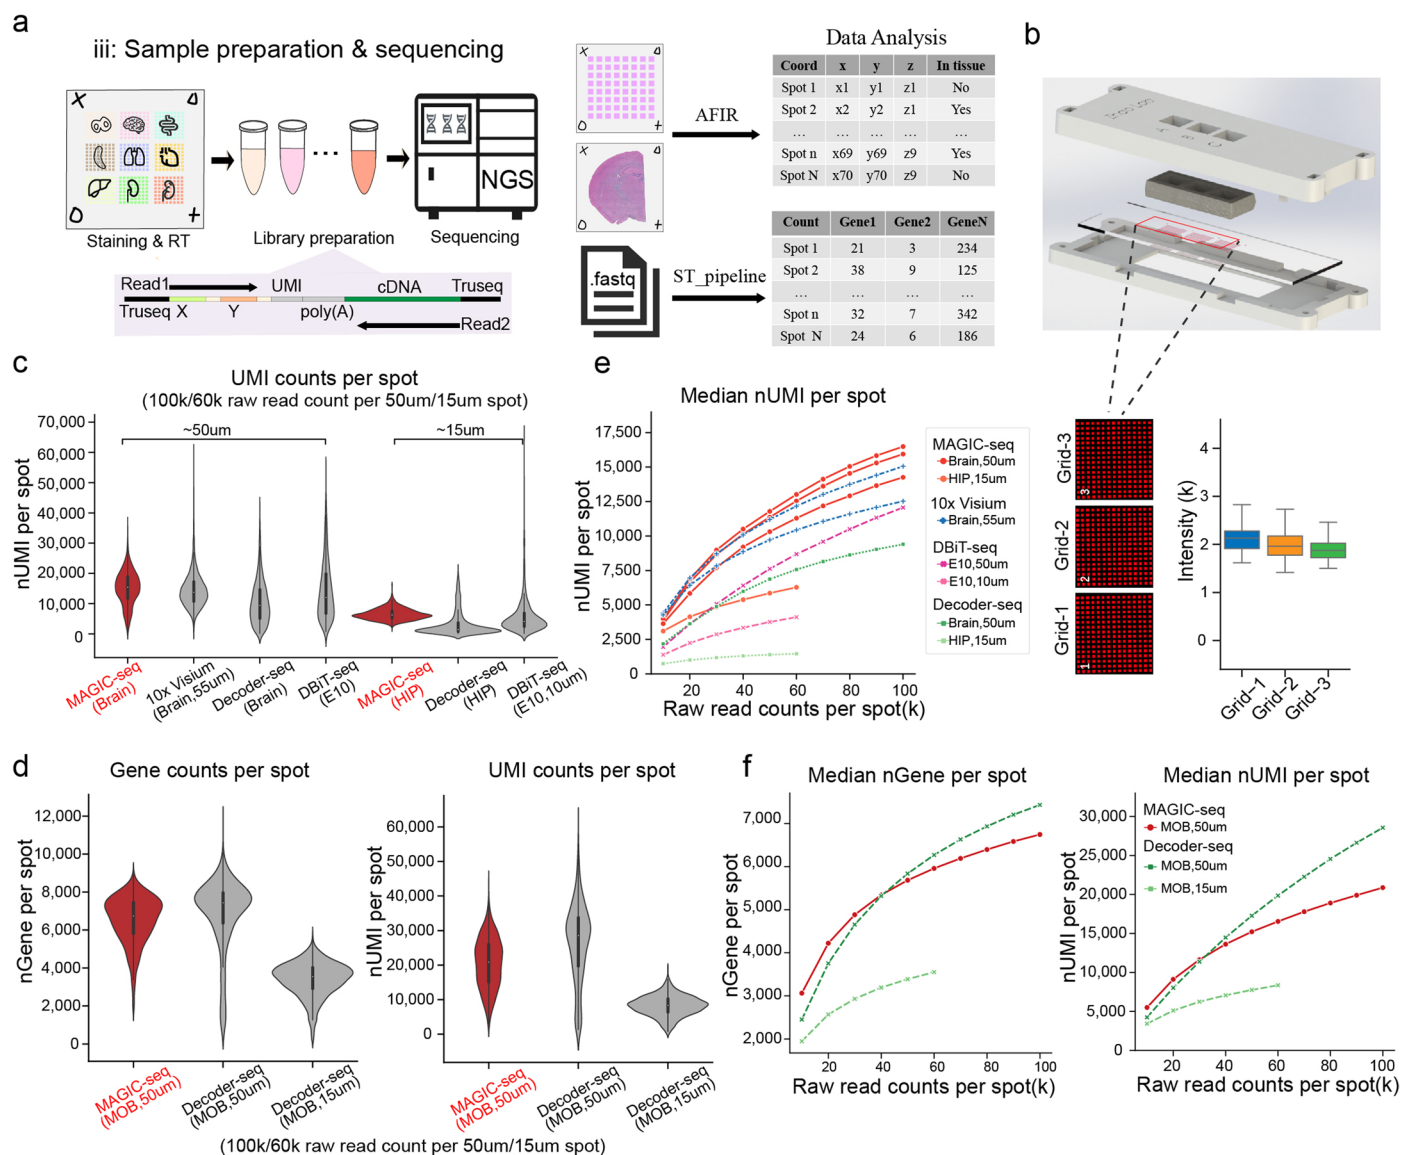 a
iii: Sample preparation & sequencing
NGS
Staining & RT
Library preparation
Sequencing
Read1
UMI
cDNA
Truseq
Truseq
X
Y
poly(A)
Read2
AFIR
.fastq
ST_pipeline
Data Analysis
Coord x y z In tissue
Spot 1 x1 y1 z1 No
Spot 2 x2 y2 z1 Yes
... ... ... ... ...
Spot n x69 y69 z9 Yes
Spot N x70 y70 z9 No
Count Gene1 Gene2 GeneN
Spot 1 21 3 234
Spot 2 38 9 125
... ... ... ...
Spot n 32 7 342
Spot N 24 6 186
b
A B C
Grid-3
3
Grid-2
2
Grid-1
1
Intensity (k)
4
3
2
1
0
Grid-1
Grid-2
Grid-3
c
UMI counts per spot
(100k/60k raw read count per 50um/15um spot)
nUMI per spot
70,000
60,000
50,000
40,000
30,000
20,000
10,000
0
~50um
~15um
MAGIC-seq
(Brain)
10x Visium
(Brain,55um)
Decoder-seq
(Brain)
DBiT-seq
(E10)
MAGIC-seq
(HIP)
Decoder-seq
(HIP)
DBiT-seq
(E10,10um)
e
Median nUMI per spot
nUMI per spot
17,500
15,000
12,500
10,000
7,500
5,000
2,500
0
20 40 60 80 100
Raw read counts per spot(k)
MAGIC-seq
Brain,50um
HIP,15um
10x Visium
Brain,55um
DBiT-seq
E10,50um
E10,10um
Decoder-seq
Brain,50um
HIP,15um
d
Gene counts per spot
nGene per spot
12,000
10,000
8,000
6,000
4,000
2,000
0
MAGIC-seq
(MOB,50um)
Decoder-seq
(MOB,50um)
Decoder-seq
(MOB,15um)
UMI counts per spot
nUMI per spot
60,000
50,000
40,000
30,000
20,000
10,000
0
MAGIC-seq
(MOB,50um)
Decoder-seq
(MOB,50um)
Decoder-seq
(MOB,15um)
(100k/60k raw read count per 50um/15um spot)
f
Median nGene per spot
nGene per spot
7,000
6,000
5,000
4,000
3,000
2,000
20 40 60 80 100
Raw read counts per spot(k)
Median nUMI per spot
nUMI per spot
30,000
25,000
20,000
15,000
10,000
5,000
0
20 40 60 80 100
Raw read counts per spot(k)
MAGIC-seq
MOB,50um
Decoder-seq
MOB,50um
MOB,15um